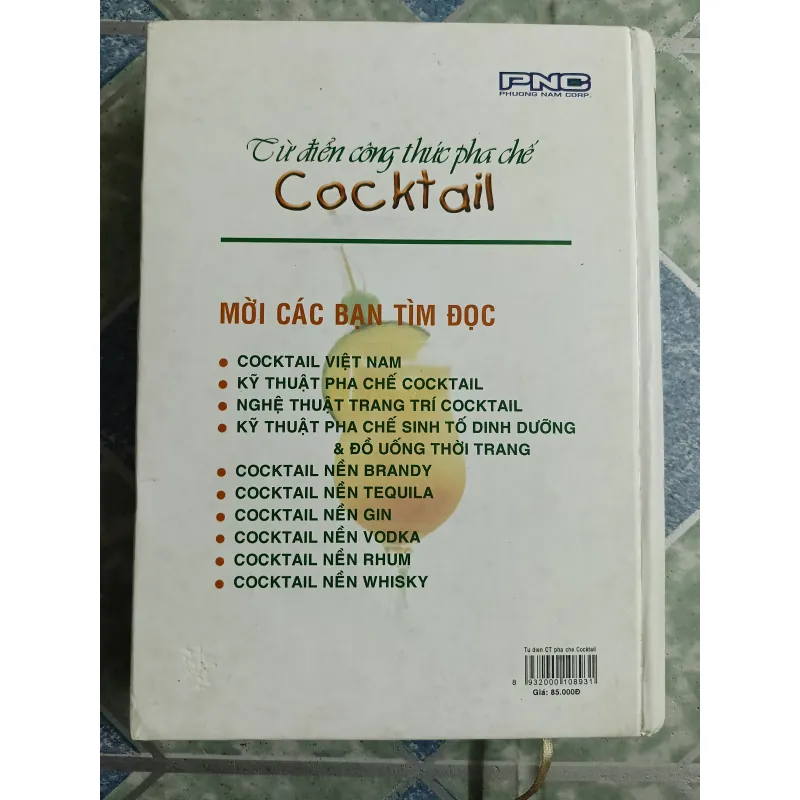 PNC
PHUONG NAM CORP.
Từ điển công thức pha chế
Cocktail
MỜI CÁC BẠN TÌM ĐỌC
• COCKTAIL VIỆT NAM
• KỸ THUẬT PHA CHẾ COCKTAIL
• NGHỆ THUẬT TRANG TRÍ COCKTAIL
• KỸ THUẬT PHA CHẾ SINH TỐ DINH DƯỠNG
& ĐỒ UỐNG THỜI TRANG
• COCKTAIL NỀN BRANDY
• COCKTAIL NỀN TEQUILA
• COCKTAIL NỀN GIN
• COCKTAIL NỀN VODKA
• COCKTAIL NỀN RHUM
• COCKTAIL NỀN WHISKY
Tu dien CT pha che Cocktail
8 932000 108931
Giá: 85.000Đ